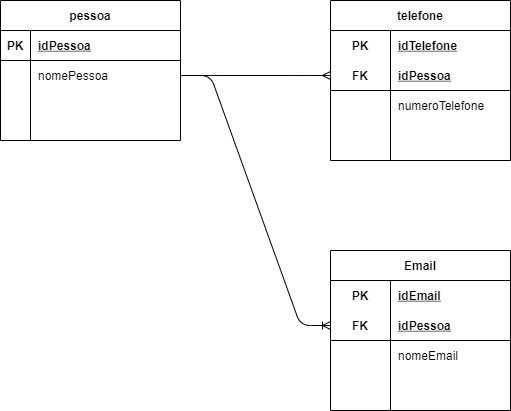 pessoa
PK idPessoa
nomePessoa
telefone
PK idTelefone
FK idPessoa
numeroTelefone
Email
PK idEmail
FK idPessoa
nomeEmail